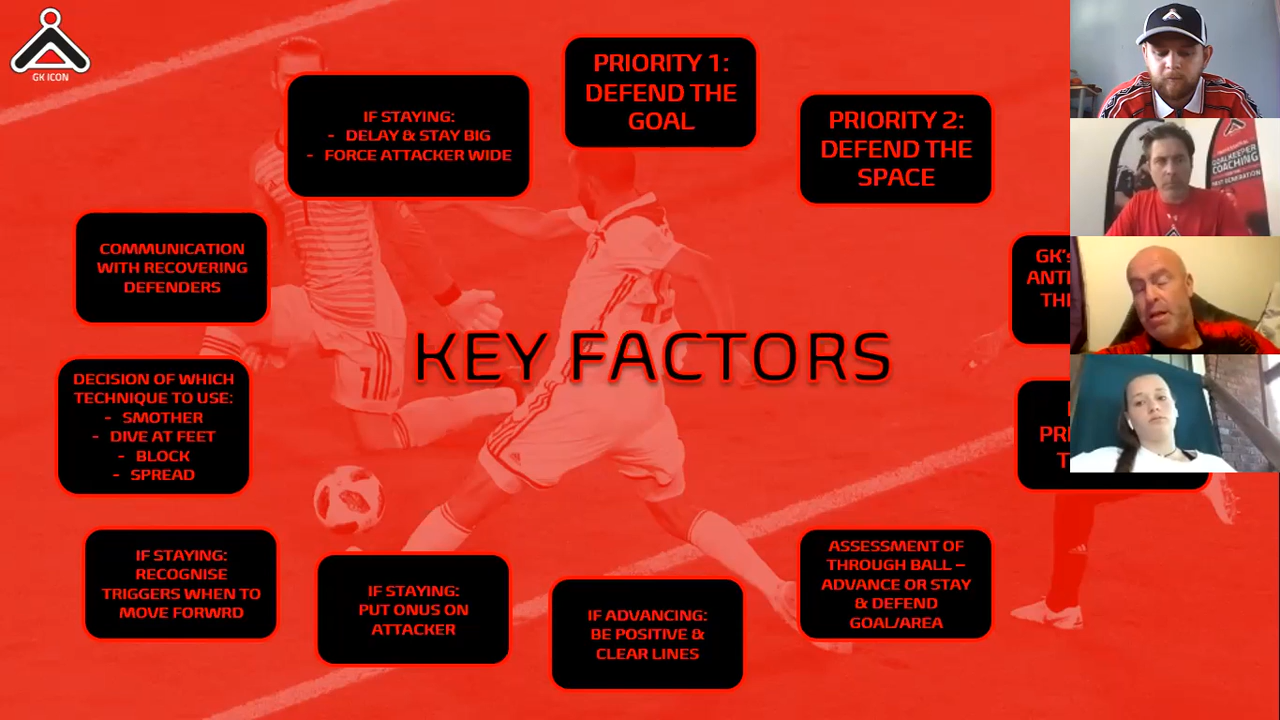 GK ICON
PRIORITY 1:
DEFEND THE
GOAL
PRIORITY 2:
DEFEND THE
SPACE
IF STAYING:
- DELAY & STAY BIG
- FORCE ATTACKER WIDE
COMMUNICATION
WITH RECOVERING
DEFENDERS
KEY FACTORS
DECISION OF WHICH
TECHNIQUE TO USE:
- SMOTHER
- DIVE AT FEET
- BLOCK
- SPREAD
IF STAYING:
RECOGNISE
TRIGGERS WHEN TO
MOVE FORWRD
IF STAYING:
PUT ONUS ON
ATTACKER
IF ADVANCING:
BE POSITIVE &
CLEAR LINES
ASSESSMENT OF
THROUGH BALL –
ADVANCE OR STAY
& DEFEND
GOAL/AREA
GOALKEEPER
COACHING